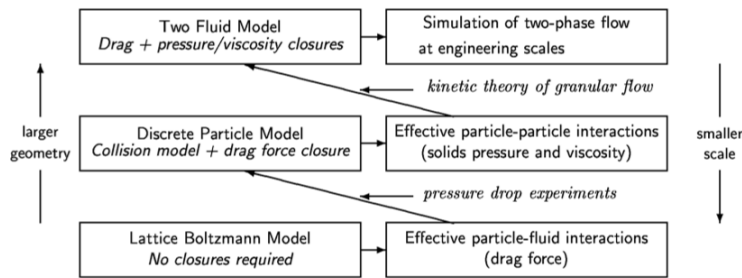 Two Fluid Model
Drag + pressure/viscosity closures
Simulation of two-phase flow
at engineering scales
kinetic theory of granular flow
larger
geometry
Discrete Particle Model
Collision model + drag force closure
Effective particle-particle interactions
(solids pressure and viscosity)
smaller
scale
pressure drop experiments
Lattice Boltzmann Model
No closures required
Effective particle-fluid interactions
(drag force)